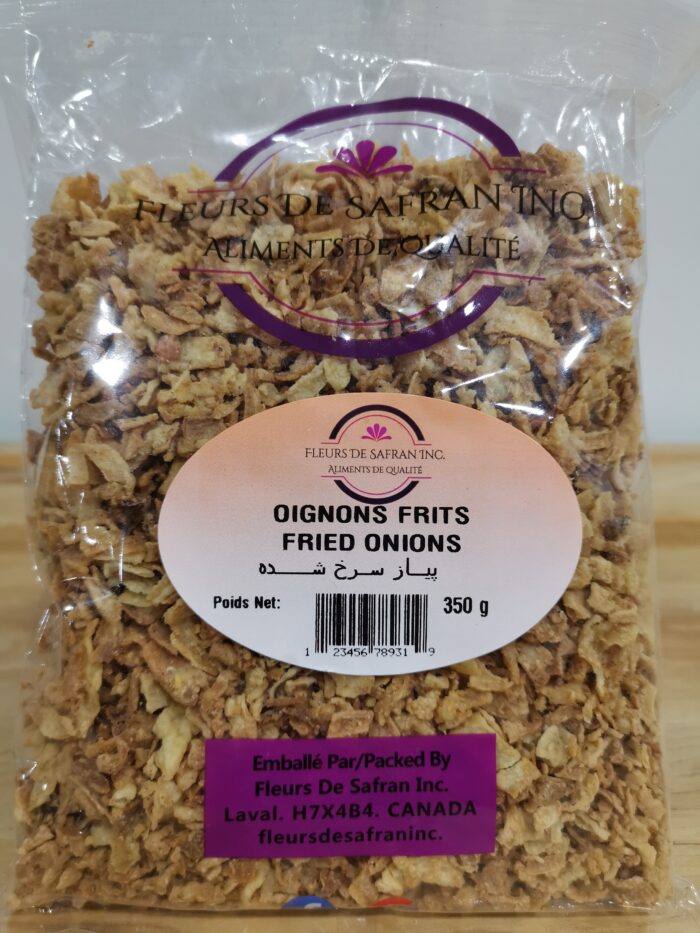 FLEURS DE SAFRAN INC.
ALIMENTS DE QUALITÉ
FLEURS DE SAFRAN INC.
ALIMENTS DE QUALITÉ
OIGNONS FRITS
FRIED ONIONS
پیاز سرخ شده
Poids Net: 350 g
1 23456 78931 9
Emballé Par/Packed By
Fleurs De Safran Inc.
Laval. H7X4B4. CANADA
fleursdesafraninc.